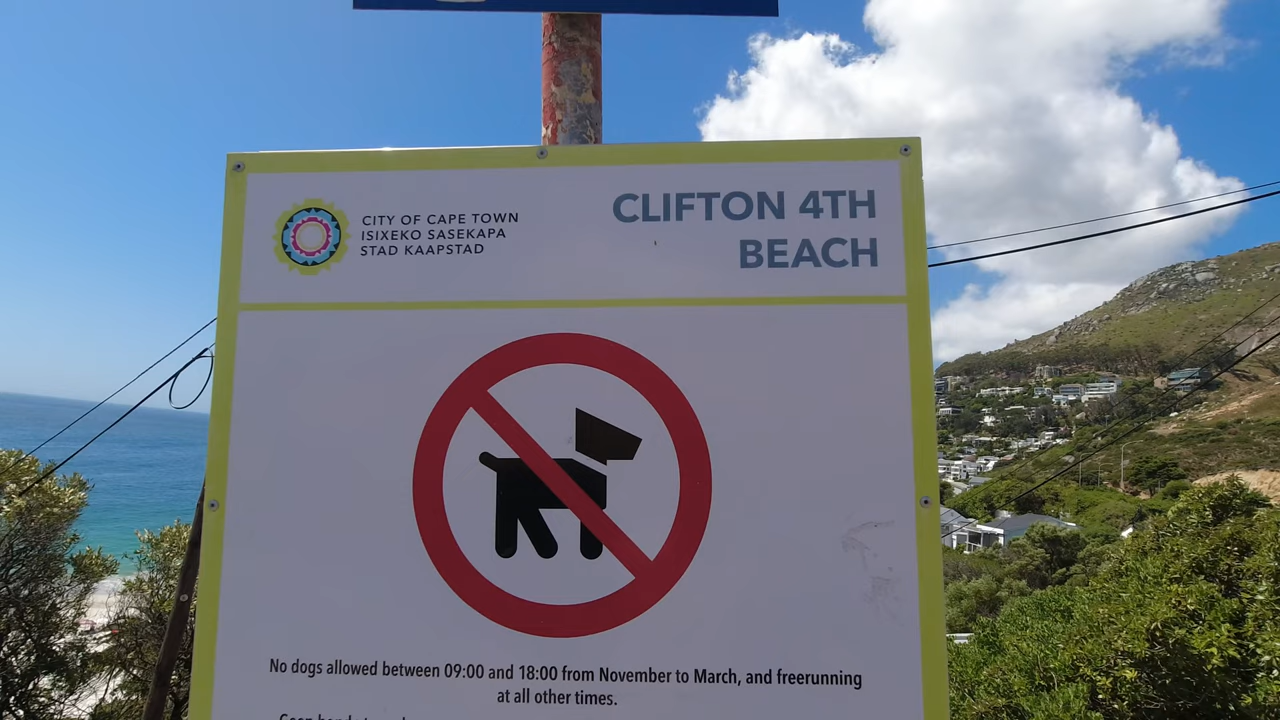 CITY OF CAPE TOWN
ISIXEKO SASEKAPA
STAD KAAPSTAD
CLIFTON 4TH
BEACH
No dogs allowed between 09:00 and 18:00 from November to March, and freerunning
at all other times.